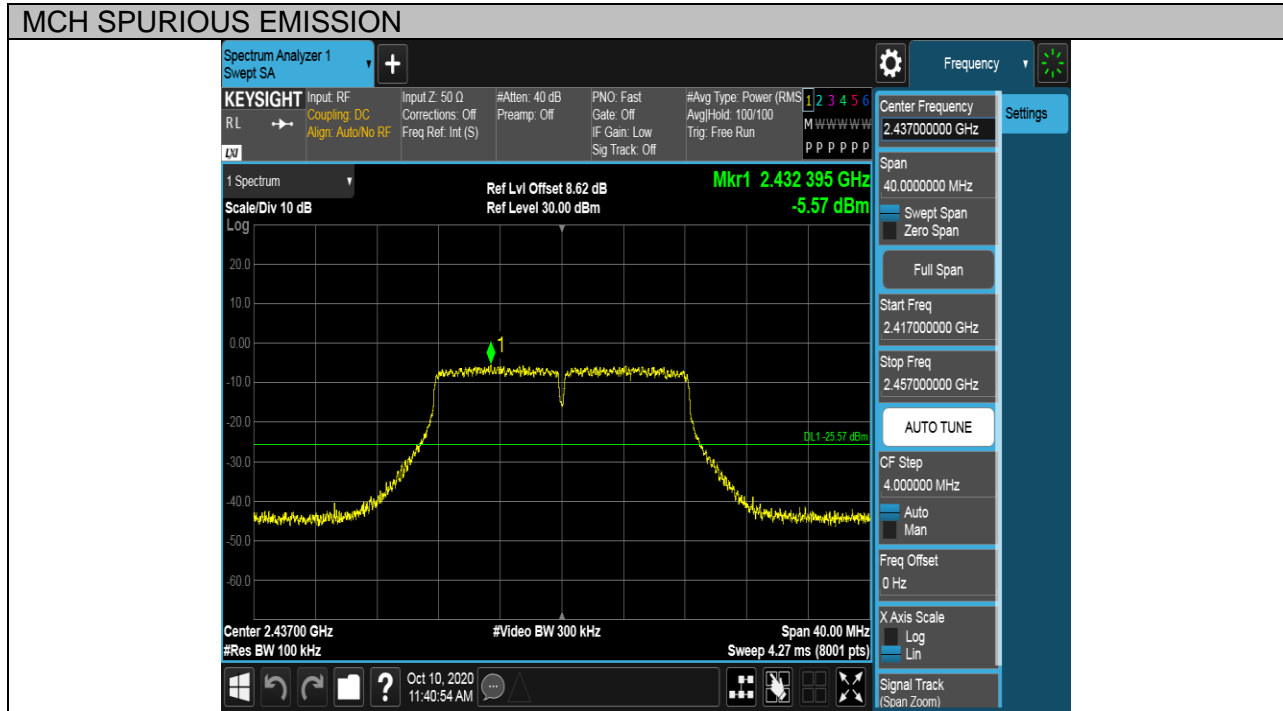 MCH SPURIOUS EMISSION
Spectrum Analyzer 1
Swept SA
+
Frequency
KEYSIGHT
RL
LXI
Input: RF
Coupling: DC
Align: Auto/No RF
Input Z: 50 Ω
Corrections: Off
Freq Ref: Int (S)
#Atten: 40 dB
Preamp: Off
PNO: Fast
Gate: Off
IF Gain: Low
Sig Track: Off
#Avg Type: Power (RMS
Avg|Hold: 100/100
Trig: Free Run
1 2 3 4 5 6
M W W W W W
P P P P P P
1 Spectrum
Scale/Div 10 dB
Log
Ref Lvl Offset 8.62 dB
Ref Level 30.00 dBm
Mkr1 2.432 395 GHz
-5.57 dBm
20.0
10.0
0.00
1
-10.0
-20.0
DL1 -25.57 dBm
-30.0
-40.0
-50.0
-60.0
Center 2.43700 GHz
#Res BW 100 kHz
#Video BW 300 kHz
Span 40.00 MHz
Sweep 4.27 ms (8001 pts)
?
Oct 10, 2020
11:40:54 AM
Center Frequency
2.437000000 GHz
Settings
Span
40.0000000 MHz
Swept Span
Zero Span
Full Span
Start Freq
2.417000000 GHz
Stop Freq
2.457000000 GHz
AUTO TUNE
CF Step
4.000000 MHz
Auto
Man
Freq Offset
0 Hz
X Axis Scale
Log
Lin
Signal Track
(Span Zoom)